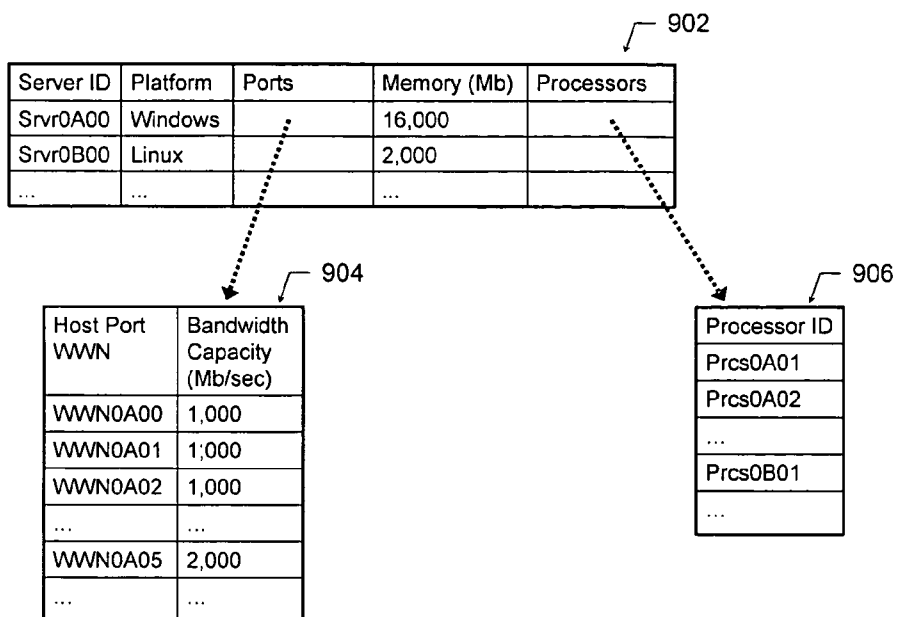 902
Server ID Platform Ports Memory (Mb) Processors
Srvr0A00 Windows 16,000
Srvr0B00 Linux 2,000
... ... ...
904
Host Port WWN Bandwidth Capacity (Mb/sec)
WWN0A00 1,000
WWN0A01 1,000
WWN0A02 1,000
... ...
WWN0A05 2,000
... ...
906
Processor ID
Prcs0A01
Prcs0A02
...
Prcs0B01
...